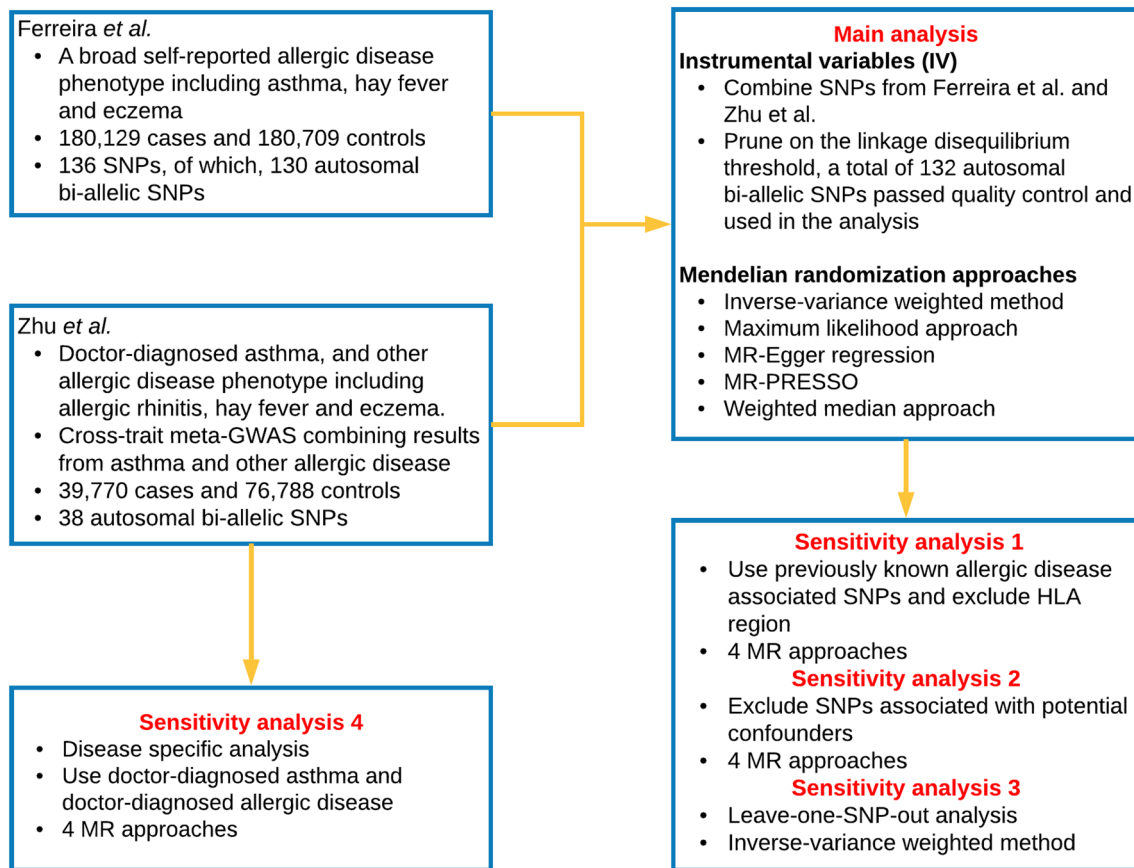 Ferreira et al.
• A broad self-reported allergic disease
phenotype including asthma, hay fever
and eczema
• 180,129 cases and 180,709 controls
• 136 SNPs, of which, 130 autosomal
bi-allelic SNPs
Zhu et al.
• Doctor-diagnosed asthma, and other
allergic disease phenotype including
allergic rhinitis, hay fever and eczema.
• Cross-trait meta-GWAS combining results
from asthma and other allergic disease
• 39,770 cases and 76,788 controls
• 38 autosomal bi-allelic SNPs
Main analysis
Instrumental variables (IV)
• Combine SNPs from Ferreira et al. and
Zhu et al.
• Prune on the linkage disequilibrium
threshold, a total of 132 autosomal
bi-allelic SNPs passed quality control and
used in the analysis
Mendelian randomization approaches
• Inverse-variance weighted method
• Maximum likelihood approach
• MR-Egger regression
• MR-PRESSO
• Weighted median approach
Sensitivity analysis 1
• Use previously known allergic disease
associated SNPs and exclude HLA
region
• 4 MR approaches
Sensitivity analysis 2
• Exclude SNPs associated with potential
confounders
• 4 MR approaches
Sensitivity analysis 3
• Leave-one-SNP-out analysis
• Inverse-variance weighted method
Sensitivity analysis 4
• Disease specific analysis
• Use doctor-diagnosed asthma and
doctor-diagnosed allergic disease
• 4 MR approaches